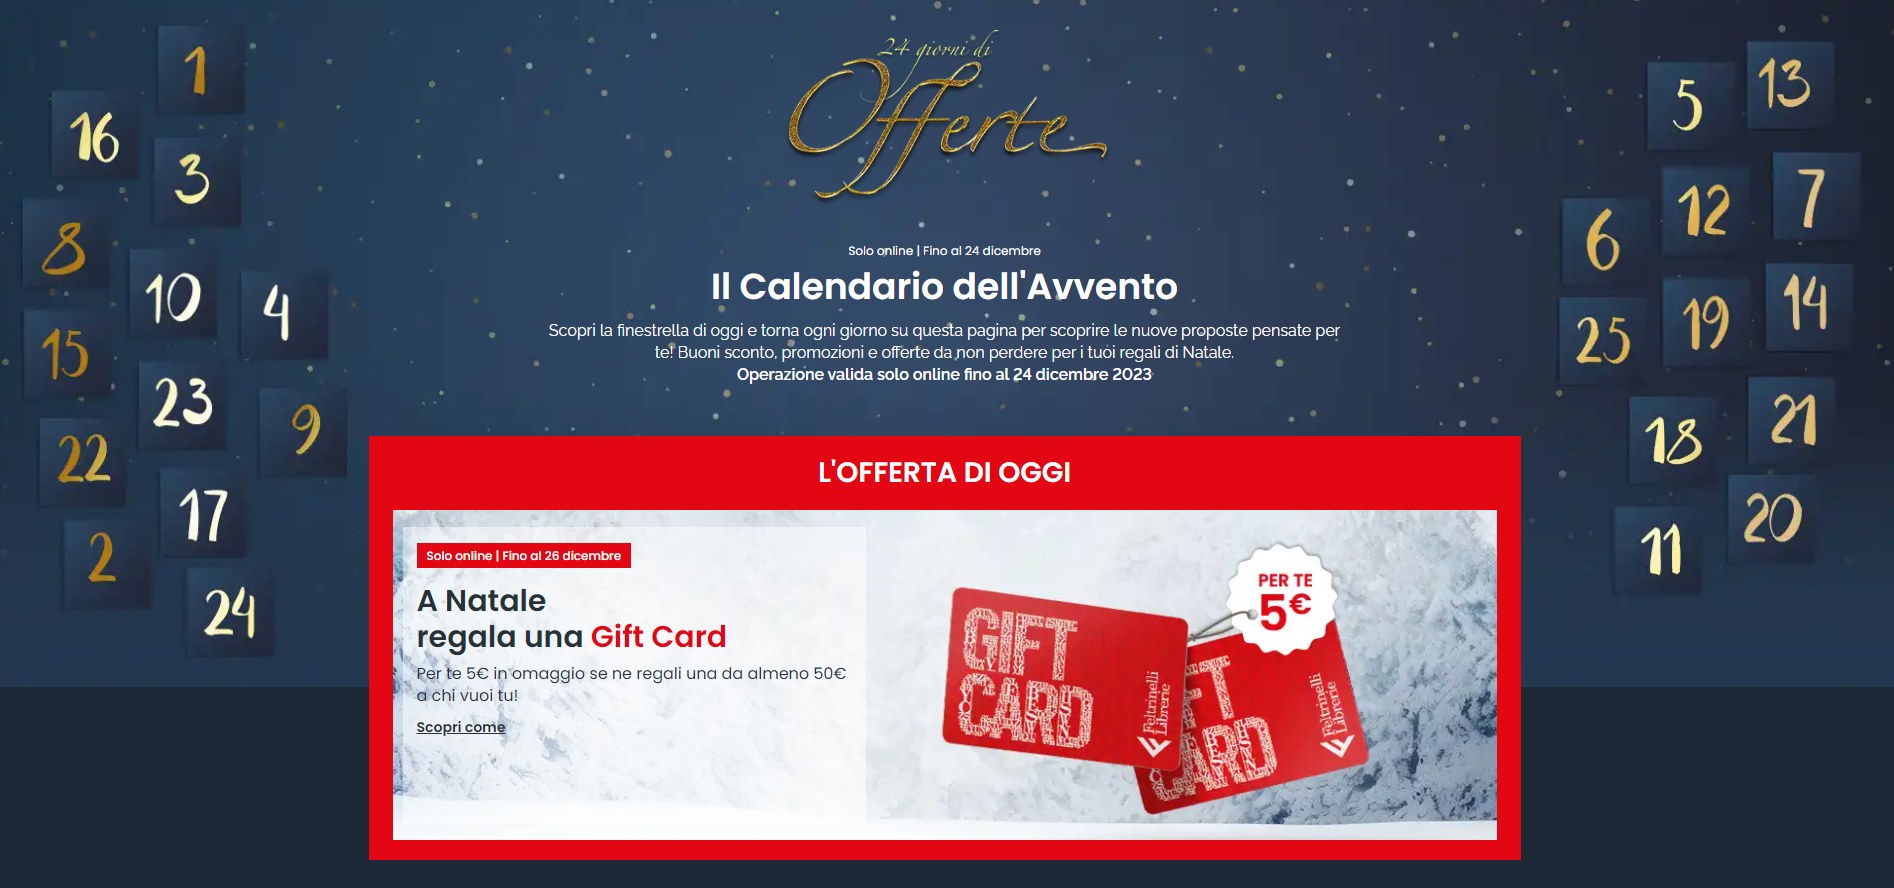 24 giorni di
Offerte
1
16
3
8
10
4
15
23
9
22
17
2
24
5
13
12
7
6
14
19
25
21
18
20
11
Solo online | Fino al 24 dicembre
Il Calendario dell'Avvento
Scopri la finestrella di oggi e torna ogni giorno su questa pagina per scoprire le nuove proposte pensate per
te! Buoni sconto, promozioni e offerte da non perdere per i tuoi regali di Natale.
Operazione valida solo online fino al 24 dicembre 2023
L'OFFERTA DI OGGI
Solo online | Fino al 26 dicembre
A Natale
regala una Gift Card
Per te 5€ in omaggio se ne regali una da almeno 50€
a chi vuoi tu!
Scopri come
PER TE
5€
GIFT
CARD
Feltrinelli
Librerie
FT
CARD
Feltrinelli
Librerie